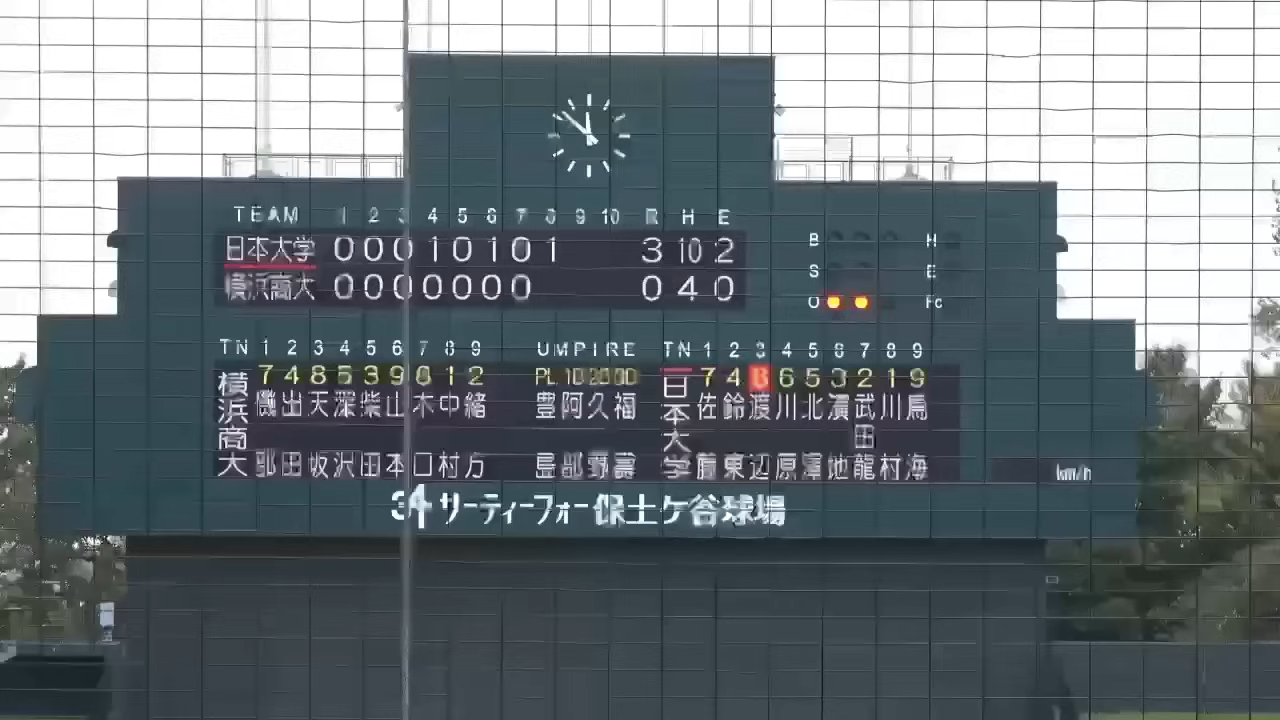 TEAM 1 2 3 4 5 6 7 8 9 10 R H E
日本大学 0 0 0 1 0 1 0 1 3 10 2
横浜商大 0 0 0 0 0 0 0 0 4 0
B H
S E
O Fc
TN 1 2 3 4 5 6 7 8 9 UMPIRE TN 1 2 3 4 5 6 7 8 9
横浜商大 7 4 8 5 3 9 6 1 2 PL 日本大学 7 4 B 6 5 3 2 1 9
磯部 出田 天坂 深沢 柴田 山本 木口 中村 緒方 豊島 阿部 久野 福 佐藤 鈴東 渡辺 川原 北澤 濱地 武田龍 川村 鳥海
km/h
34 サーティーフォー保土ケ谷球場